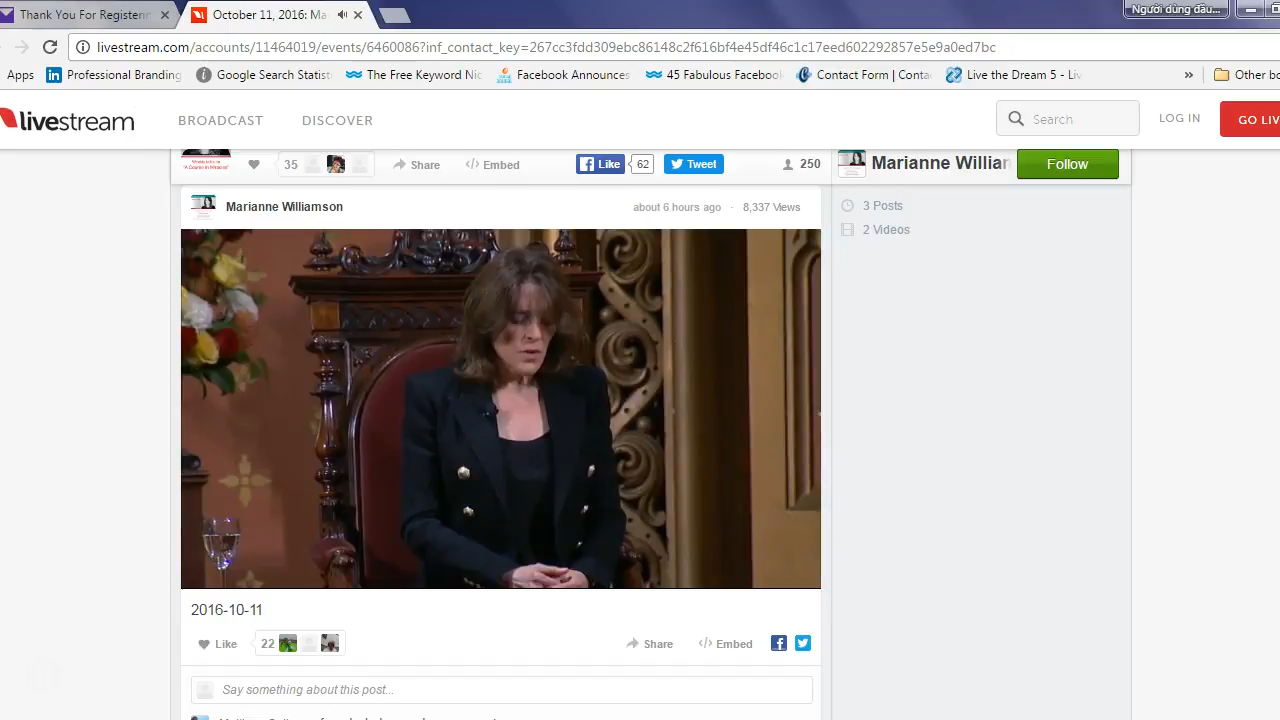 Thank You For Registerin
October 11, 2016: Ma
Người dùng đầu...
livestream.com/accounts/11464019/events/6460086?inf_contact_key=267cc3fdd309ebc86148c2f616bf4e45df46c1c17eed602292857e5e9a0ed7bc
Apps
Professional Branding
Google Search Statist
The Free Keyword Nic
Facebook Announces
45 Fabulous Facebook
Contact Form | Conta
Live the Dream 5 - Liv
»
Other bo
livestream
BROADCAST
DISCOVER
Search
LOG IN
GO LIV
35
Share
Embed
Like
62
Tweet
250
Marianne William
Follow
Marianne Williamson
about 6 hours ago · 8,337 Views
3 Posts
2 Videos
2016-10-11
Like
22
Share
Embed
Say something about this post...